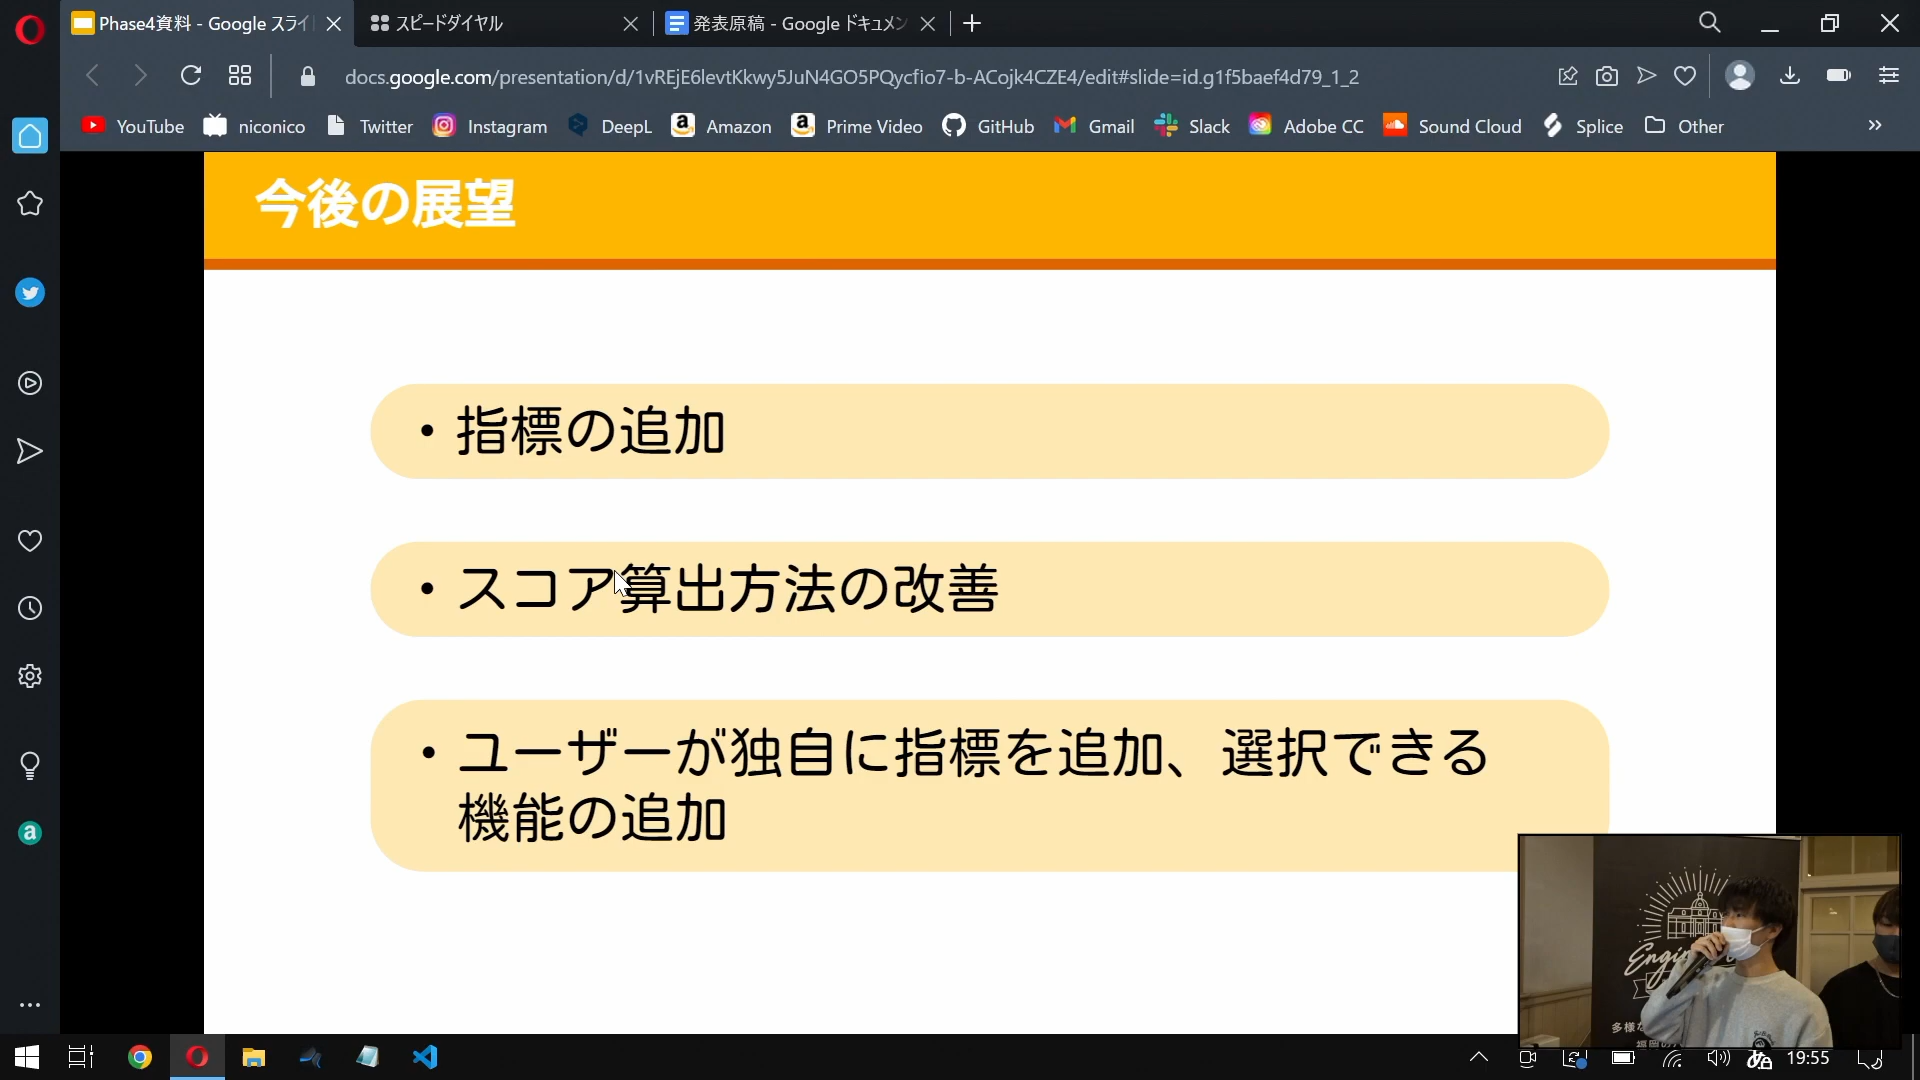 Phase4資料 - Google スライ
スピードダイヤル
発表原稿 - Google ドキュメン
docs.google.com/presentation/d/1vREjE6levtKkwy5JuN4GO5PQycfio7-b-ACojk4CZE4/edit#slide=id.g1f5baef4d79_1_2
YouTube
niconico
Twitter
Instagram
DeepL
Amazon
Prime Video
GitHub
Gmail
Slack
Adobe CC
Sound Cloud
Splice
Other
今後の展望
・指標の追加
・スコア算出方法の改善
・ユーザーが独自に指標を追加、選択できる
機能の追加
多様な
19:55